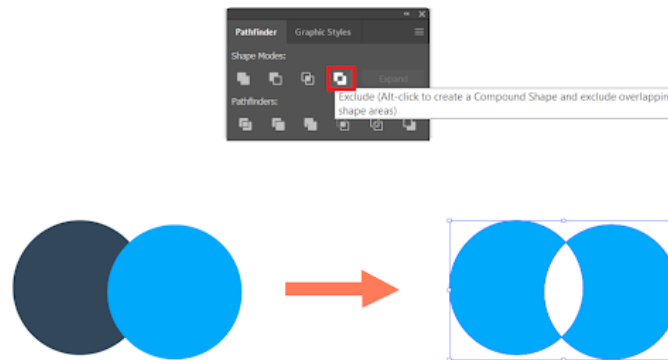 Pathfinder
Graphic Styles
Shape Modes:
Expand
Exclude (Alt-click to create a Compound Shape and exclude overlappin
shape areas)
Pathfinders: